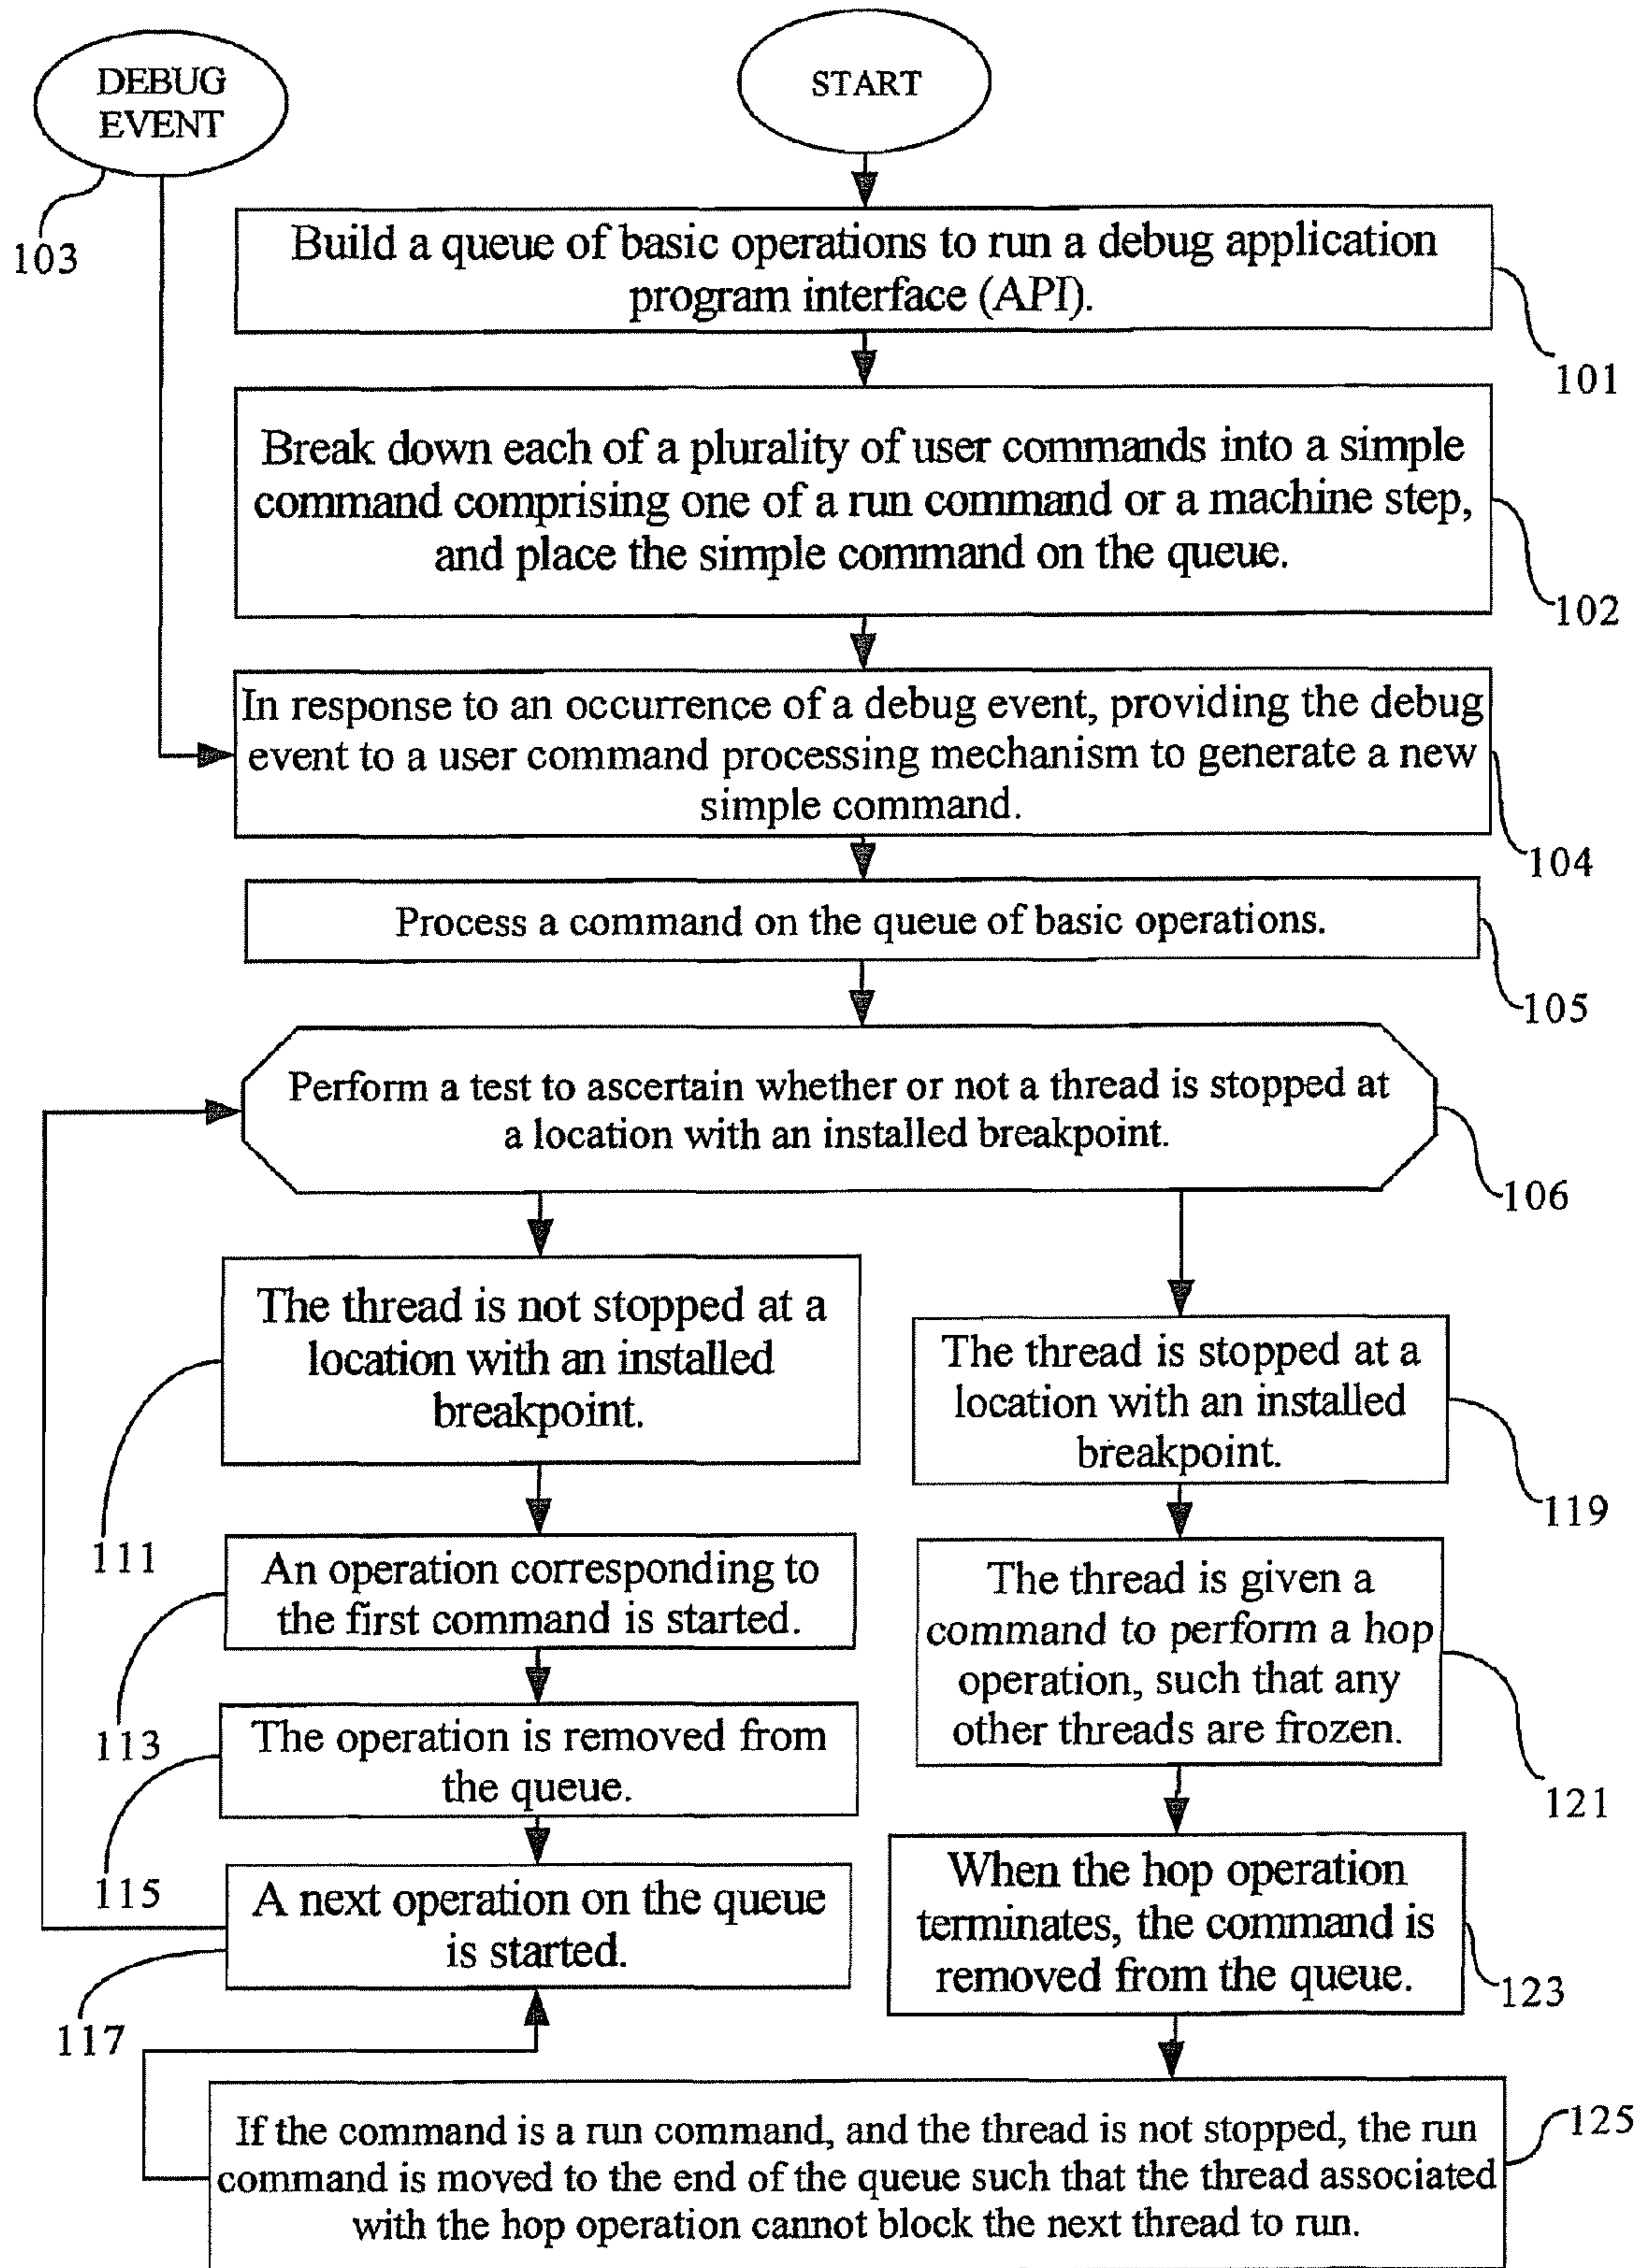 DEBUG
EVENT
START
103
Build a queue of basic operations to run a debug application
program interface (API).
101
Break down each of a plurality of user commands into a simple
command comprising one of a run command or a machine step,
and place the simple command on the queue.
102
In response to an occurrence of a debug event, providing the debug
event to a user command processing mechanism to generate a new
simple command.
104
Process a command on the queue of basic operations.
105
Perform a test to ascertain whether or not a thread is stopped at
a location with an installed breakpoint.
106
The thread is not stopped at a
location with an installed
breakpoint.
111
An operation corresponding to
the first command is started.
113
The operation is removed from
the queue.
115
A next operation on the queue
is started.
117
The thread is stopped at a
location with an installed
breakpoint.
119
The thread is given a
command to perform a hop
operation, such that any
other threads are frozen.
121
When the hop operation
terminates, the command is
removed from the queue.
123
If the command is a run command, and the thread is not stopped, the run
command is moved to the end of the queue such that the thread associated
with the hop operation cannot block the next thread to run.
125